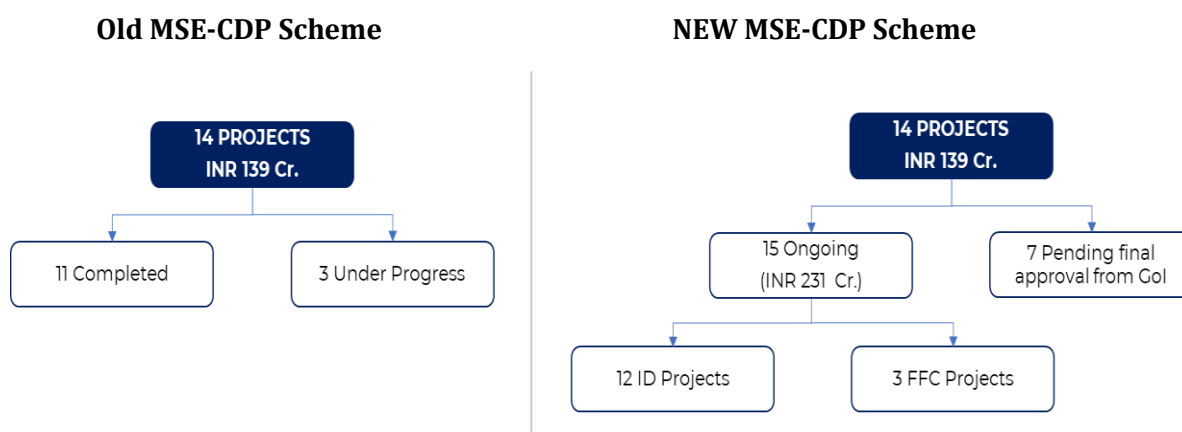 Old MSE-CDP Scheme
14 PROJECTS
INR 139 Cr.
11 Completed
3 Under Progress
NEW MSE-CDP Scheme
14 PROJECTS
INR 139 Cr.
15 Ongoing
(INR 231 Cr.)
7 Pending final
approval from GoI
12 ID Projects
3 FFC Projects